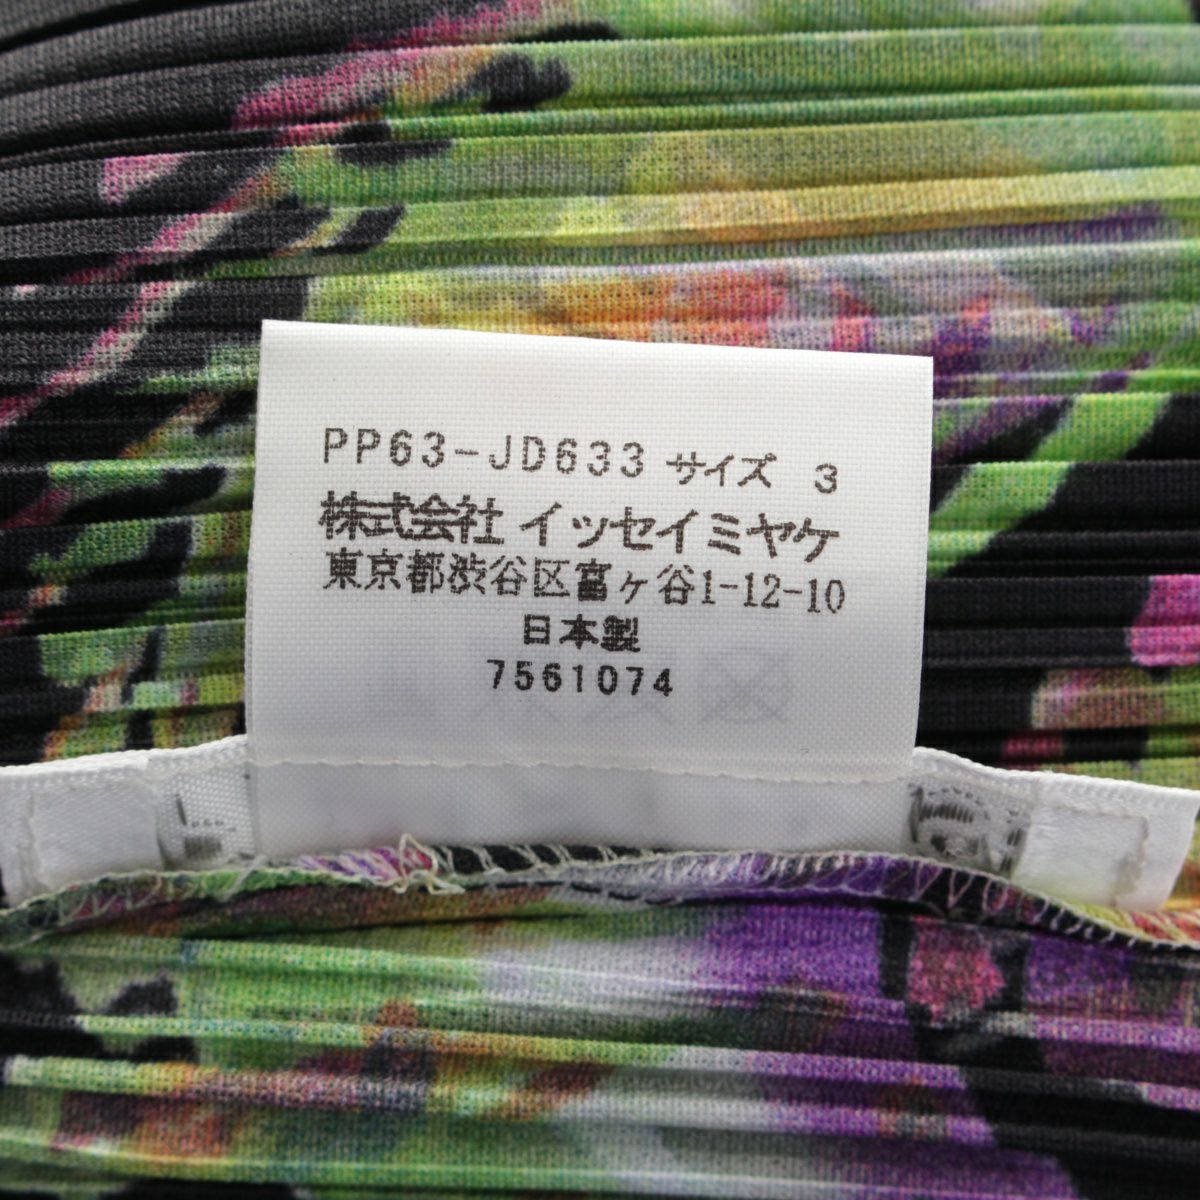 PP63-JD633 サイズ 3
株式会社 イッセイミヤケ
東京都渋谷区富ヶ谷1-12-10
日本製
7561074